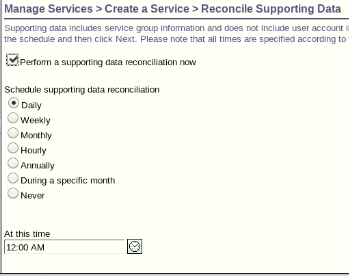 Manage Services > Create a Service > Reconcile Supporting Data
Supporting data includes service group information and does not include user account
the schedule and then click Next. Please note that all times are specified according to
Perform a supporting data reconciliation now
Schedule supporting data reconciliation
Daily
Weekly
Monthly
Hourly
Annually
During a specific month
Never
At this time
12:00 AM